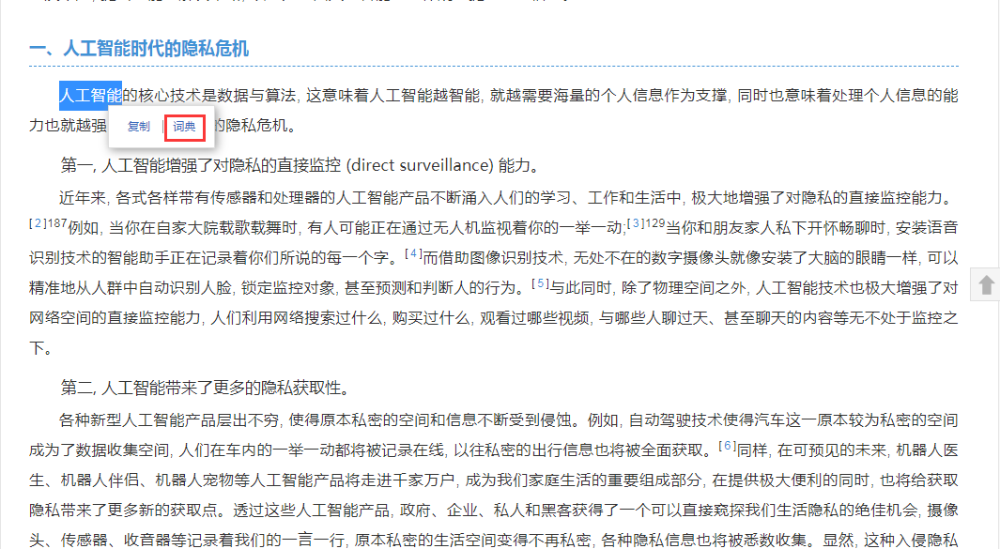 一、人工智能时代的隐私危机
人工智能的核心技术是数据与算法, 这意味着人工智能越智能, 就越需要海量的个人信息作为支撑, 同时也意味着处理个人信息的能
力也就越强
复制 | 词典
的隐私危机。
第一, 人工智能增强了对隐私的直接监控 (direct surveillance) 能力。
近年来, 各式各样带有传感器和处理器的人工智能产品不断涌入人们的学习、工作和生活中, 极大地增强了对隐私的直接监控能力。
[2]187例如, 当你在自家大院载歌载舞时, 有人可能正在通过无人机监视着你的一举一动;[3]129当你和朋友家人私下开怀畅聊时, 安装语音
识别技术的智能助手正在记录着你们所说的每一个字。[4]而借助图像识别技术, 无处不在的数字摄像头就像安装了大脑的眼睛一样, 可以
精准地从人群中自动识别人脸, 锁定监控对象, 甚至预测和判断人的行为。[5]与此同时, 除了物理空间之外, 人工智能技术也极大增强了对
网络空间的直接监控能力, 人们利用网络搜索过什么, 购买过什么, 观看过哪些视频, 与哪些人聊过天、甚至聊天的内容等无不处于监控之
下。
第二, 人工智能带来了更多的隐私获取性。
各种新型人工智能产品层出不穷, 使得原本私密的空间和信息不断受到侵蚀。例如, 自动驾驶技术使得汽车这一原本较为私密的空间
成为了数据收集空间, 人们在车内的一举一动都将被记录在线, 以往私密的出行信息也将被全面获取。[6]同样, 在可预见的未来, 机器人医
生、机器人伴侣、机器人宠物等人工智能产品将走进千家万户, 成为我们家庭生活的重要组成部分, 在提供极大便利的同时, 也将给获取
隐私带来了更多新的获取点。透过这些人工智能产品, 政府、企业、私人和黑客获得了一个可以直接窥探我们生活隐私的绝佳机会, 摄像
头、传感器、收音器等记录着我们的一言一行, 原本私密的生活空间变得不再私密, 各种隐私信息也将被悉数收集。显然, 这种入侵隐私